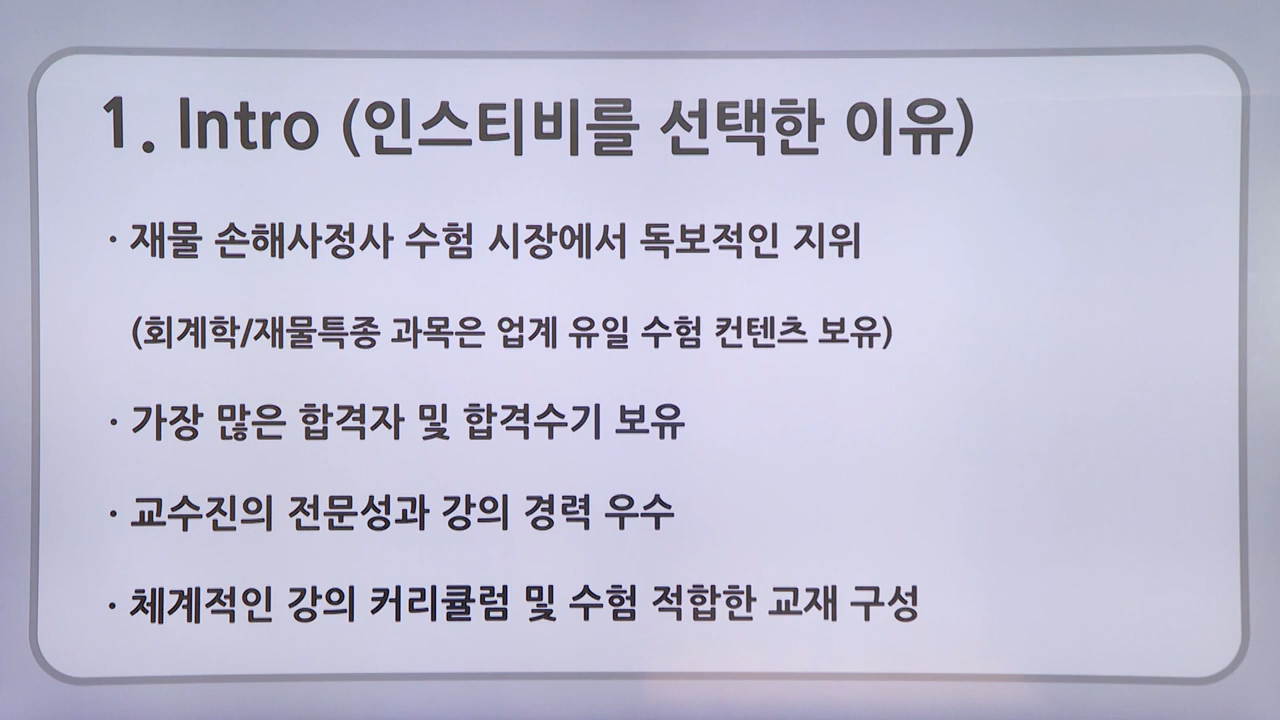 1. Intro (인스티비를 선택한 이유)
· 재물 손해사정사 수험 시장에서 독보적인 지위
(회계학/재물특종 과목은 업계 유일 수험 컨텐츠 보유)
· 가장 많은 합격자 및 합격수기 보유
· 교수진의 전문성과 강의 경력 우수
· 체계적인 강의 커리큘럼 및 수험 적합한 교재 구성